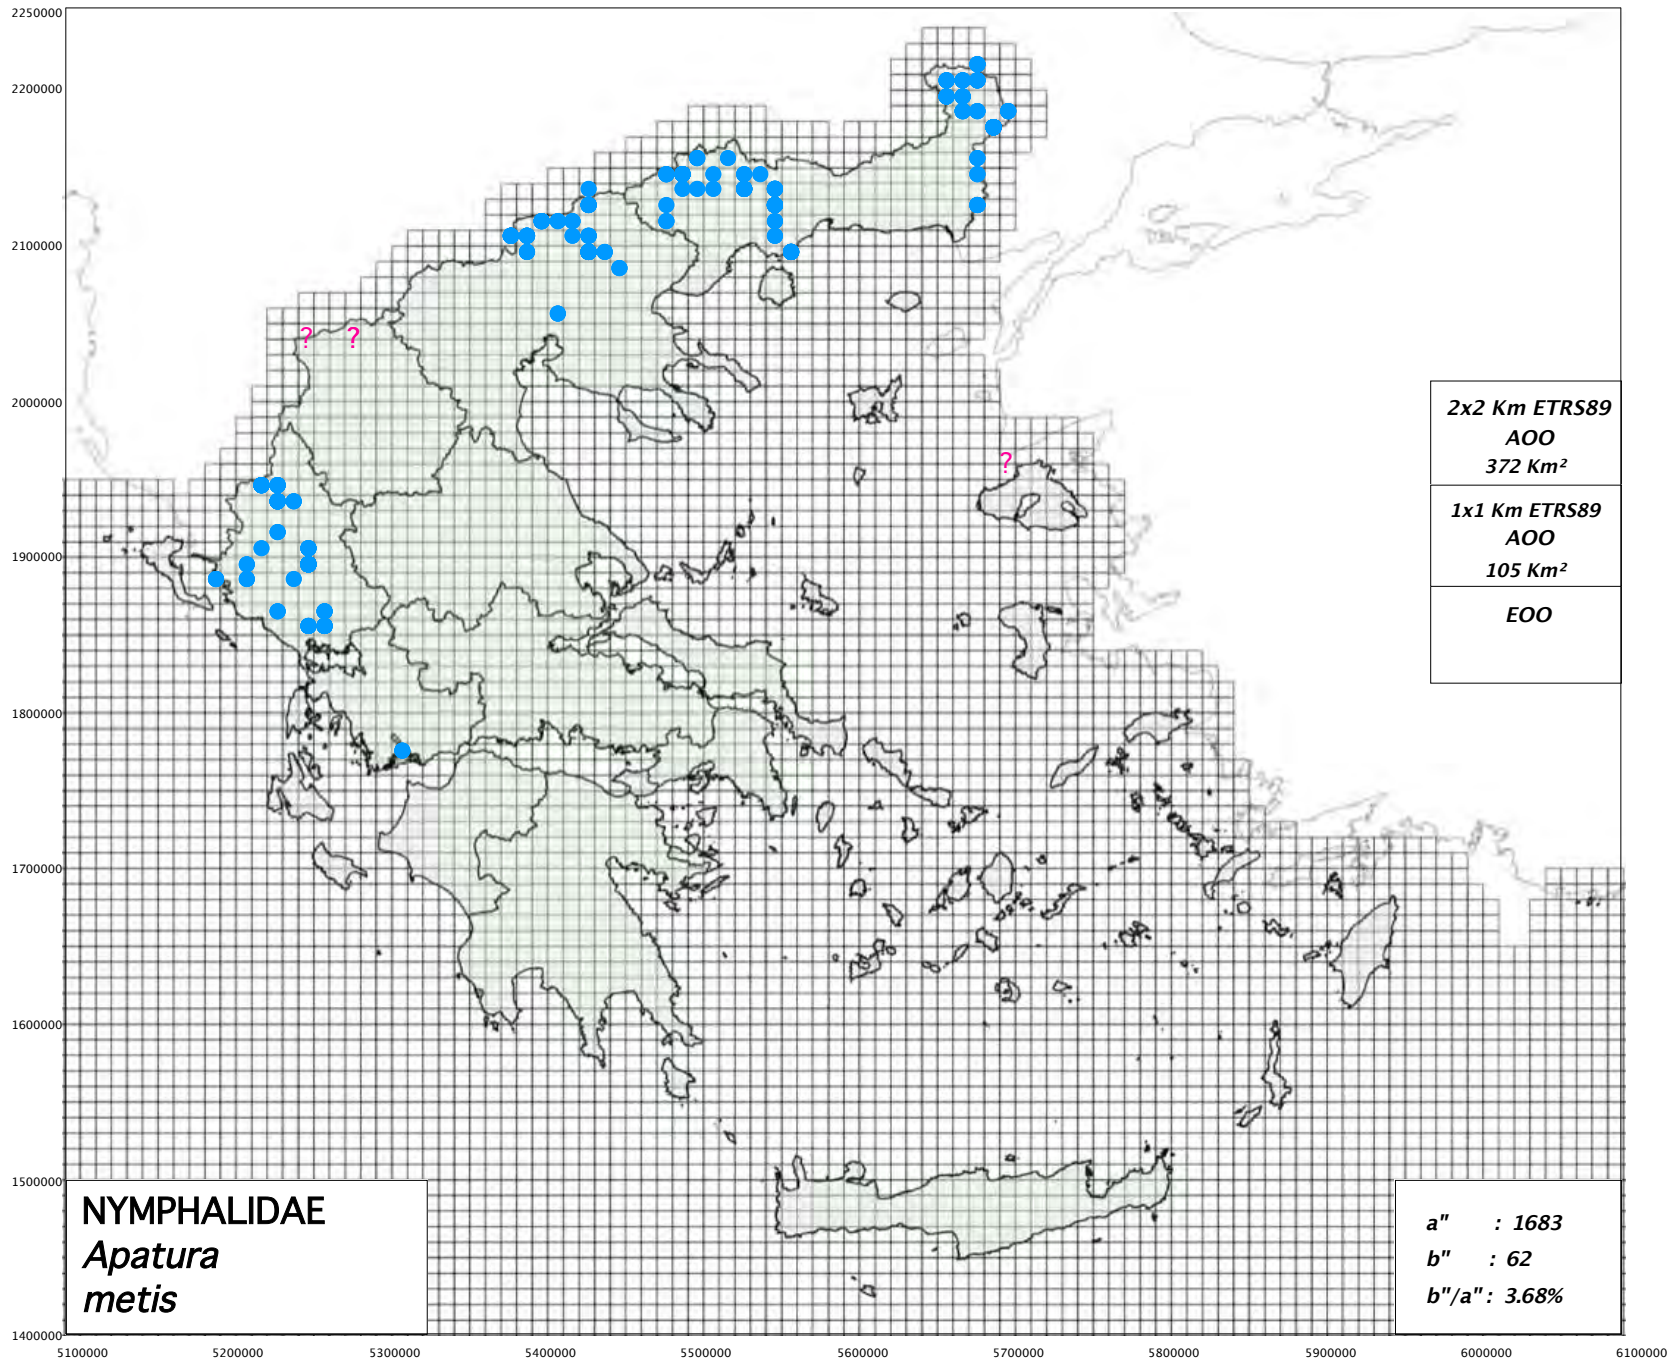 2250000
2200000
2100000
2000000
1900000
1800000
1700000
1600000
1500000
1400000
? ?
?
2x2 Km ETRS89
AOO
372 Km²
1x1 Km ETRS89
AOO
105 Km²
EOO
NYMPHALIDAE
Apatura
metis
a" : 1683
b" : 62
b"/a" : 3.68%
5100000 5200000 5300000 5400000 5500000 5600000 5700000 5800000 5900000 6000000 6100000